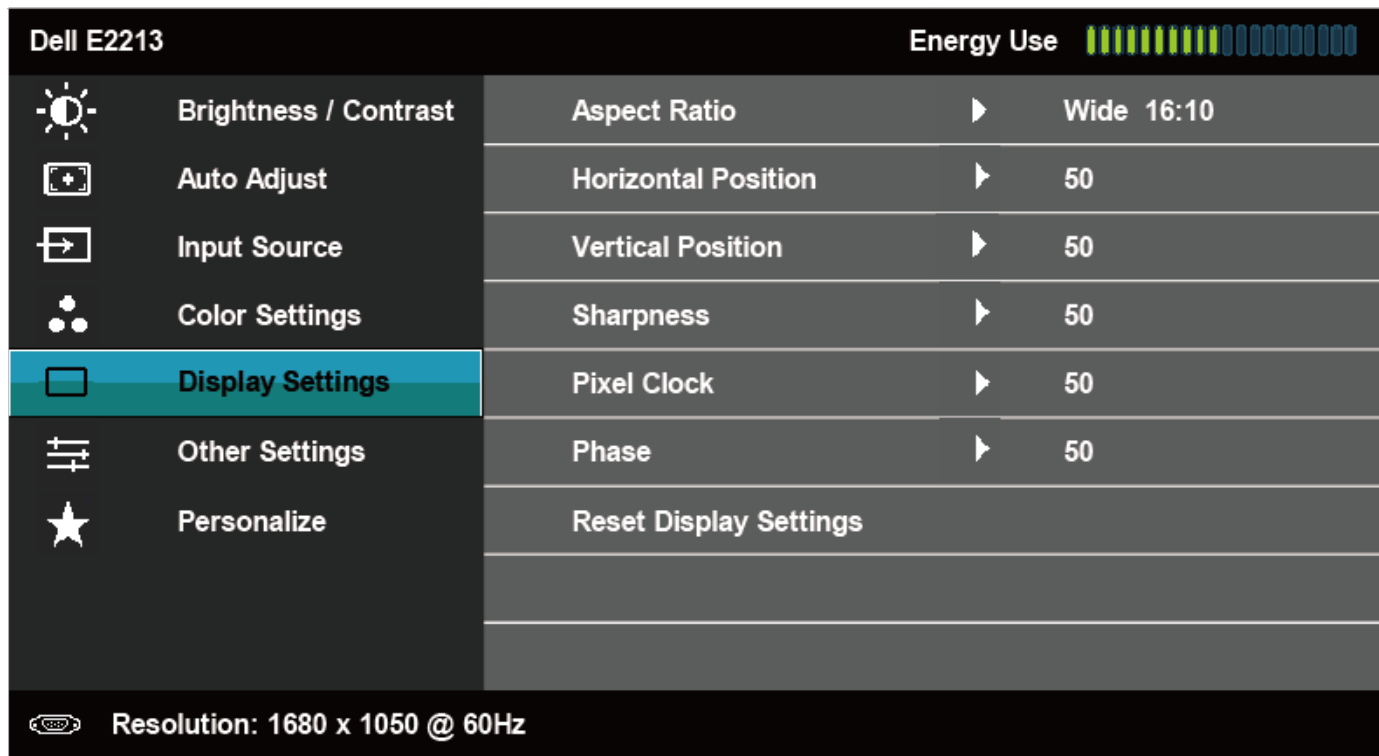 Dell E2213 Energy Use
Brightness / Contrast Aspect Ratio Wide 16:10
Auto Adjust Horizontal Position 50
Input Source Vertical Position 50
Color Settings Sharpness 50
Display Settings Pixel Clock 50
Other Settings Phase 50
Personalize Reset Display Settings
Resolution: 1680 x 1050 @ 60Hz